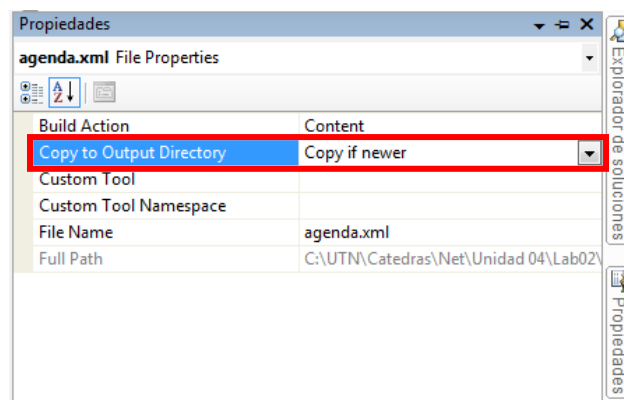 Propiedades
agenda.xml File Properties
Build Action Content
Copy to Output Directory Copy if newer
Custom Tool
Custom Tool Namespace
File Name agenda.xml
Full Path C:\UTN\Catedras\Net\Unidad 04\Lab02\
Explorador de soluciones
Propiedades